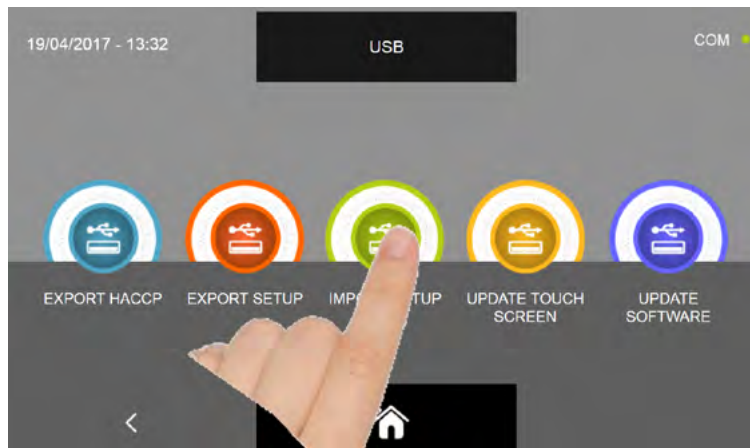 19/04/2017 - 13:32
USB
COM
EXPORT HACCP
EXPORT SETUP
UPDATE TOUCH
SCREEN
UPDATE
SOFTWARE